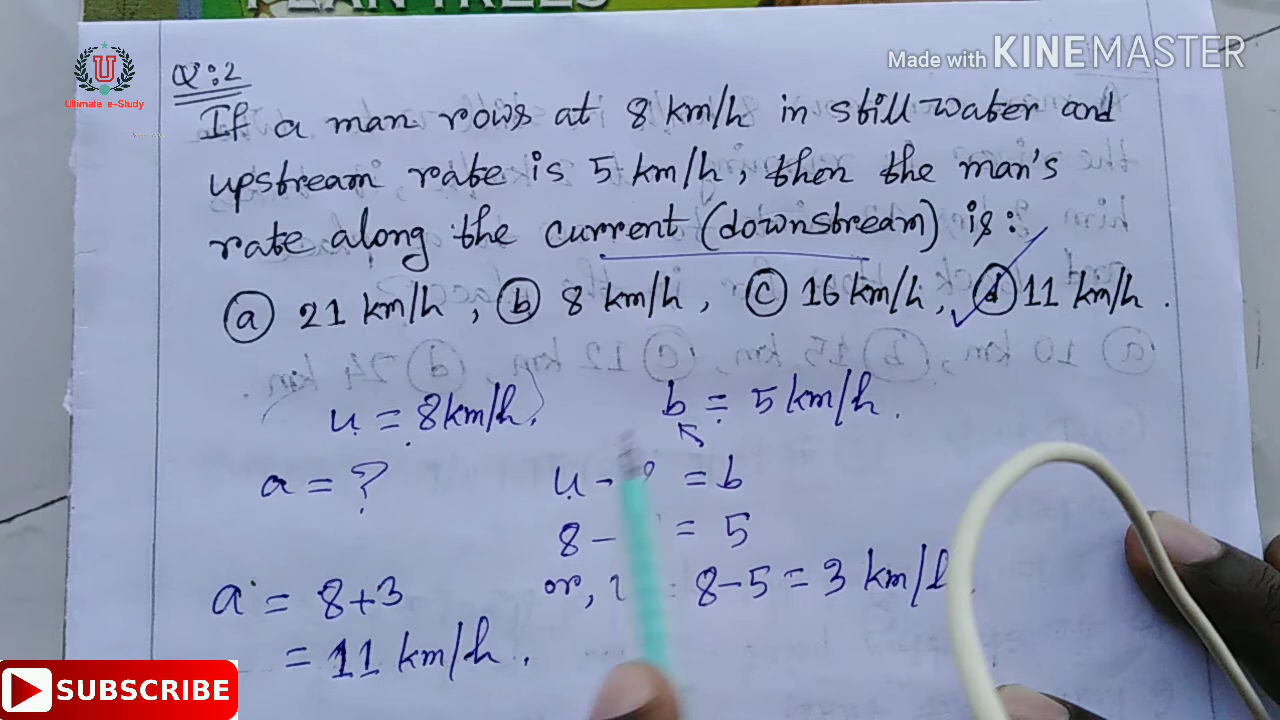 PLAN TREES
Made with KINEMASTER
U
Ultimate e-Study
Q:2
If a man rows at 8 km/h in still water and
upstream rate is 5 km/h, then the man's
rate along the current (downstream) is:
(a) 21 km/h, (b) 8 km/h, (c) 16 km/h, (d) 11 km/h.
u = 8km/h. b = 5 km/h.
a = ? u - = b
8 - = 5
a = 8+3 or, 8-5 = 3 km/h
= 11 km/h.
SUBSCRIBE